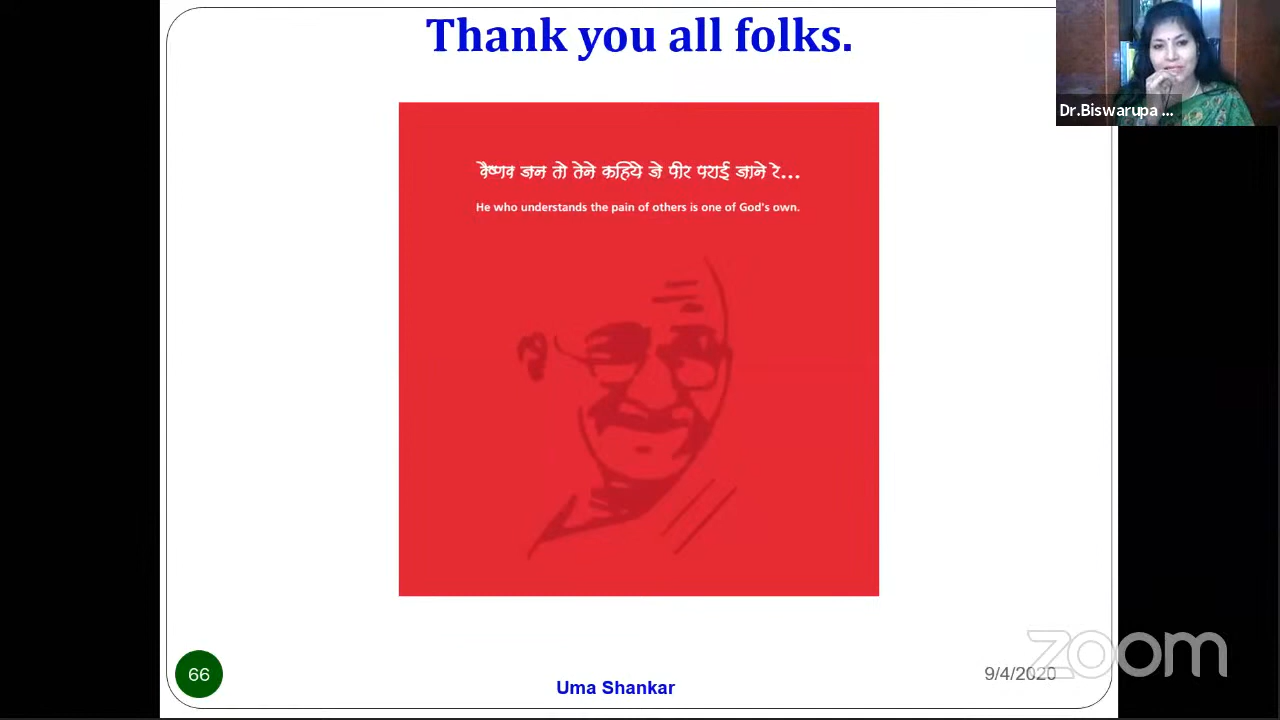 Thank you all folks.
Dr.Biswarupa ...
वैष्णव जन तो तेने कहिये जे पीर पराई जाने रे...
He who understands the pain of others is one of God's own.
66
Uma Shankar
9/4/2020
zoom